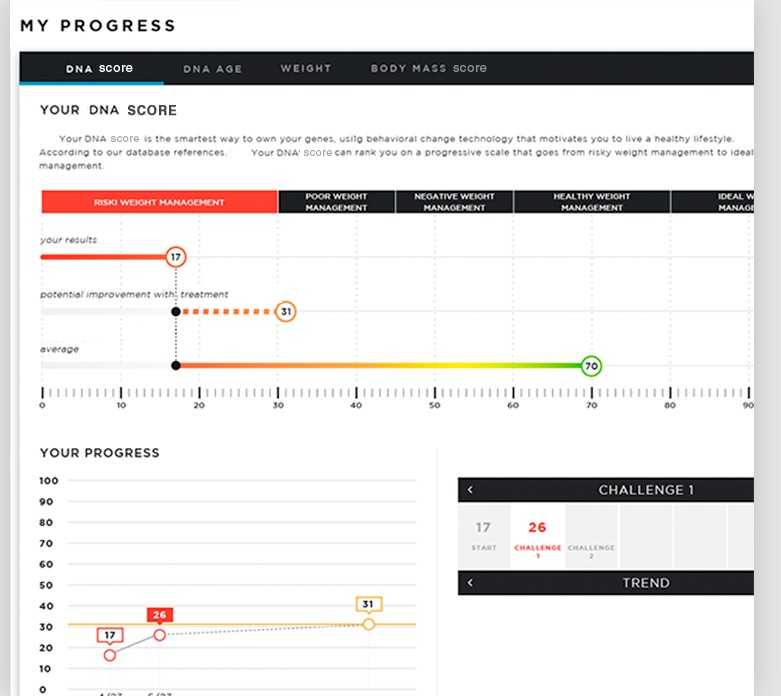 MY PROGRESS
DNA score DNA AGE WEIGHT BODY MASS score
YOUR DNA SCORE
Your DNA score is the smartest way to own your genes, usiłg behavioral change technology that motivates you to live a healthy lifestyle.
According to our database references. Your DNA' score can rank you on a progressive scale that goes from risky weight management to ideal
management.
RISKI WEIGHT MANAGEMENT
POOR WEIGHT
MANAGEMENT
NEGATIVE WEIGHT
MANAGEMENT
HEALTHY WEIGHT
MANAGEMENT
IDEAL W
MANAGE
your results
17
potential improvement with treatment
31
average
70
0 10 20 30 40 50 60 70 80 90
YOUR PROGRESS
100
90
80
70
60
50
40
30
20
10
0
17
26
31
CHALLENGE 1
17
START
26
CHALLENGE
1
CHALLENGE
2
TREND